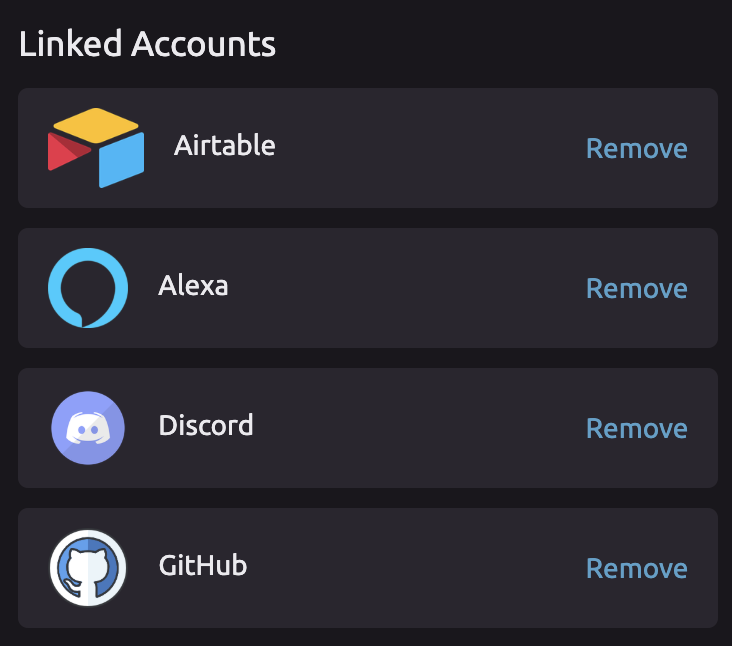 Linked Accounts
Airtable Remove
Alexa Remove
Discord Remove
GitHub Remove